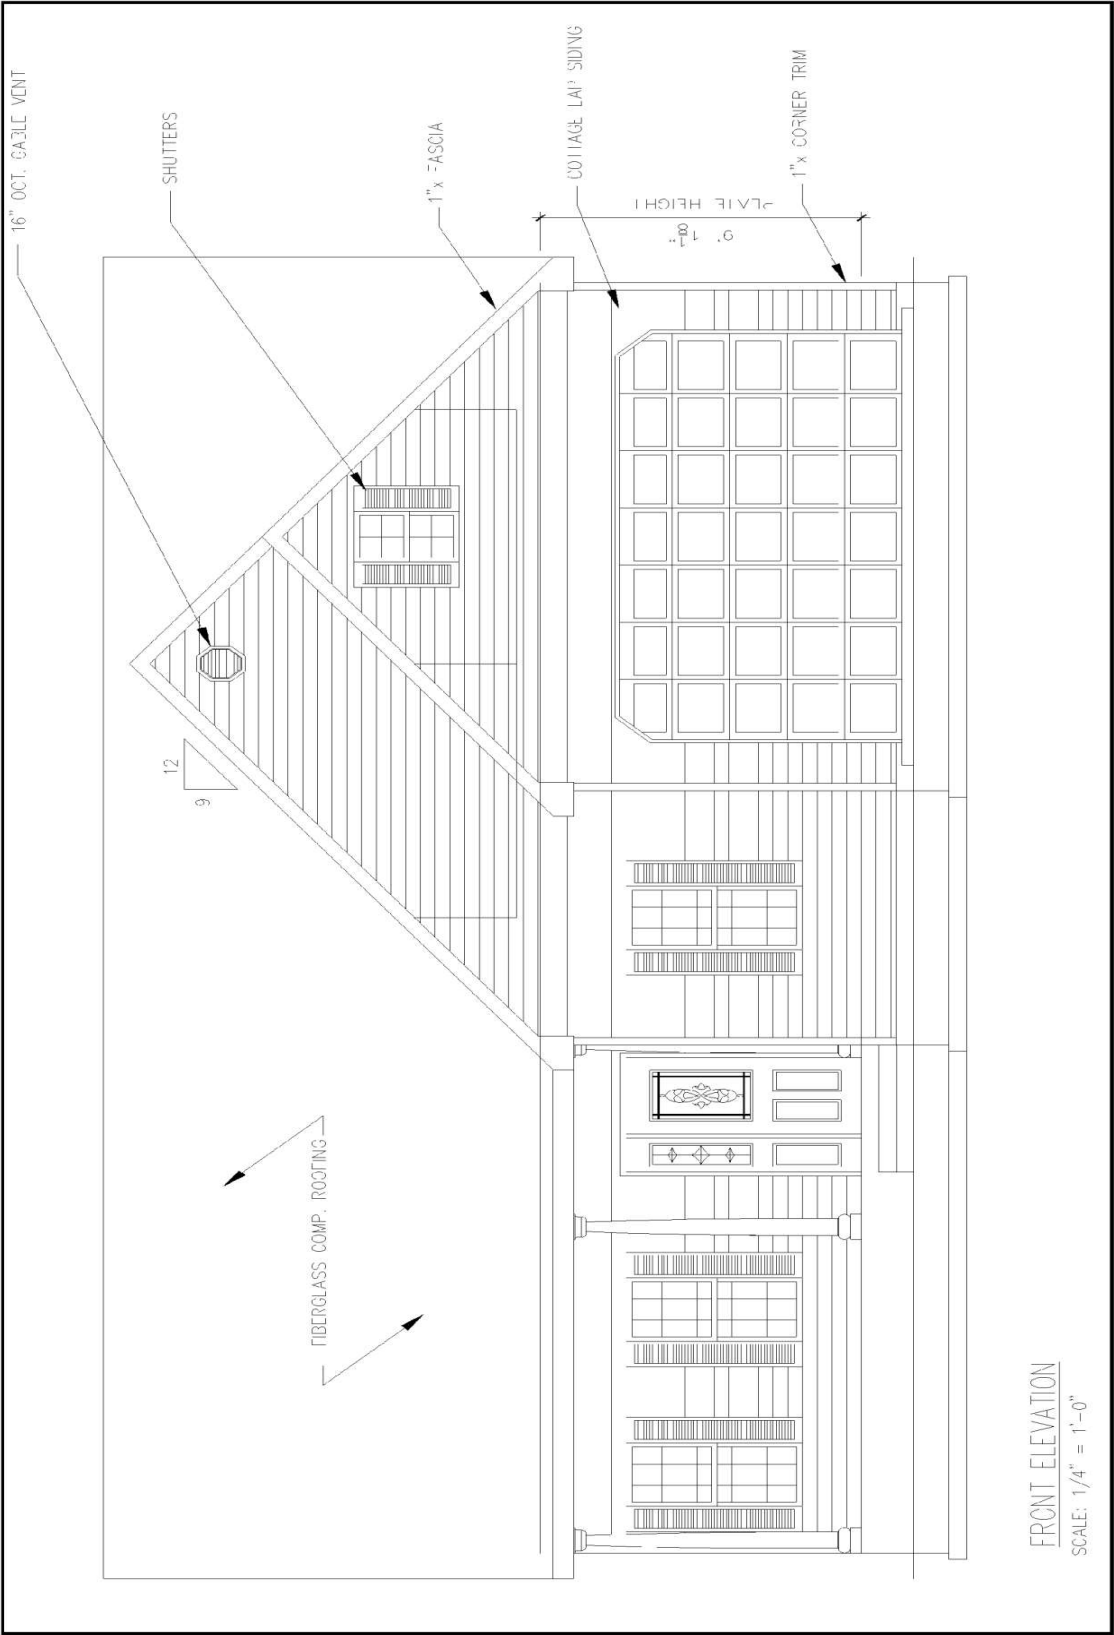 16" OCT. GABLE VENT
SHUTTERS
1"x FASCIA
COTTAGE LAP SIDING
1"x CORNER TRIM
PLATE HEIGHT
9' 1 1/8"
12
9
FIBERGLASS COMP. ROOFING
FRONT ELEVATION
SCALE: 1/4" = 1'-0"